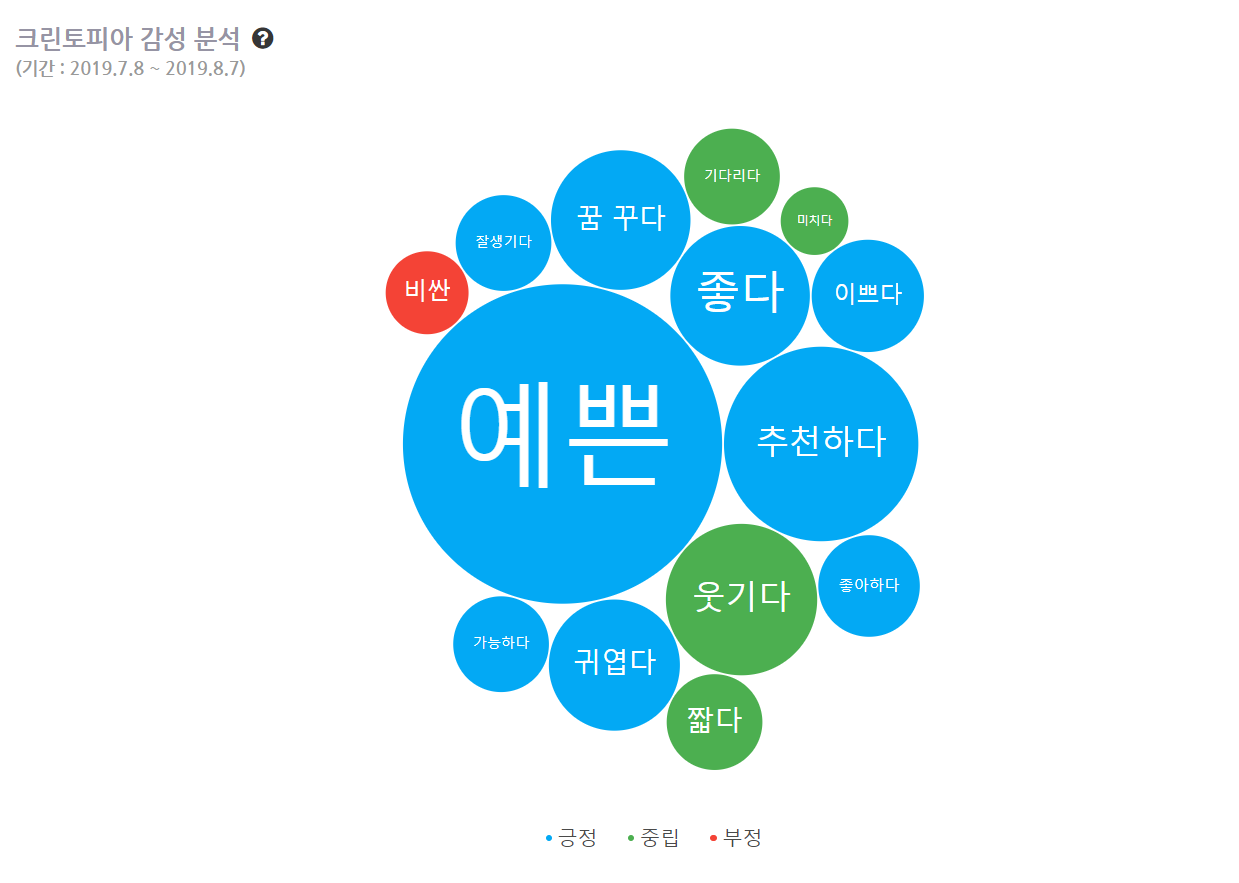 크린토피아 감성 분석 ?
(기간 : 2019.7.8 ~ 2019.8.7)
기다리다
미치다
꿈 꾸다
잘생기다
비싼
좋다
이쁘다
예쁜
추천하다
좋아하다
웃기다
가능하다
귀엽다
짧다
긍정 중립 부정